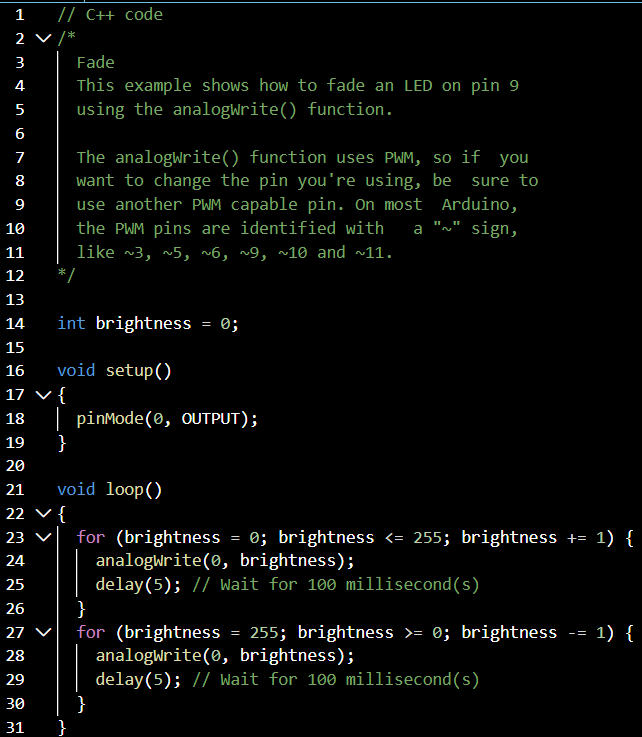 1 // C++ code
2 /*
3 Fade
4 This example shows how to fade an LED on pin 9
5 using the analogWrite() function.
6
7 The analogWrite() function uses PWM, so if  you
8 want to change the pin you're using, be  sure to
9 use another PWM capable pin. On most  Arduino,
10 the PWM pins are identified with   a "~" sign,
11 like ~3, ~5, ~6, ~9, ~10 and ~11.
12 */
13
14 int brightness = 0;
15
16 void setup()
17 {
18   pinMode(0, OUTPUT);
19 }
20
21 void loop()
22 {
23   for (brightness = 0; brightness <= 255; brightness += 1) {
24     analogWrite(0, brightness);
25     delay(5); // Wait for 100 millisecond(s)
26   }
27   for (brightness = 255; brightness >= 0; brightness -= 1) {
28     analogWrite(0, brightness);
29     delay(5); // Wait for 100 millisecond(s)
30   }
31 }